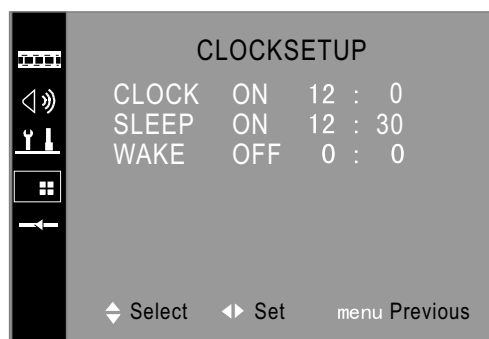 CLOCKSETUP
CLOCK ON 12 : 0
SLEEP ON 12 : 30
WAKE OFF 0 : 0
Select Set menu Previous